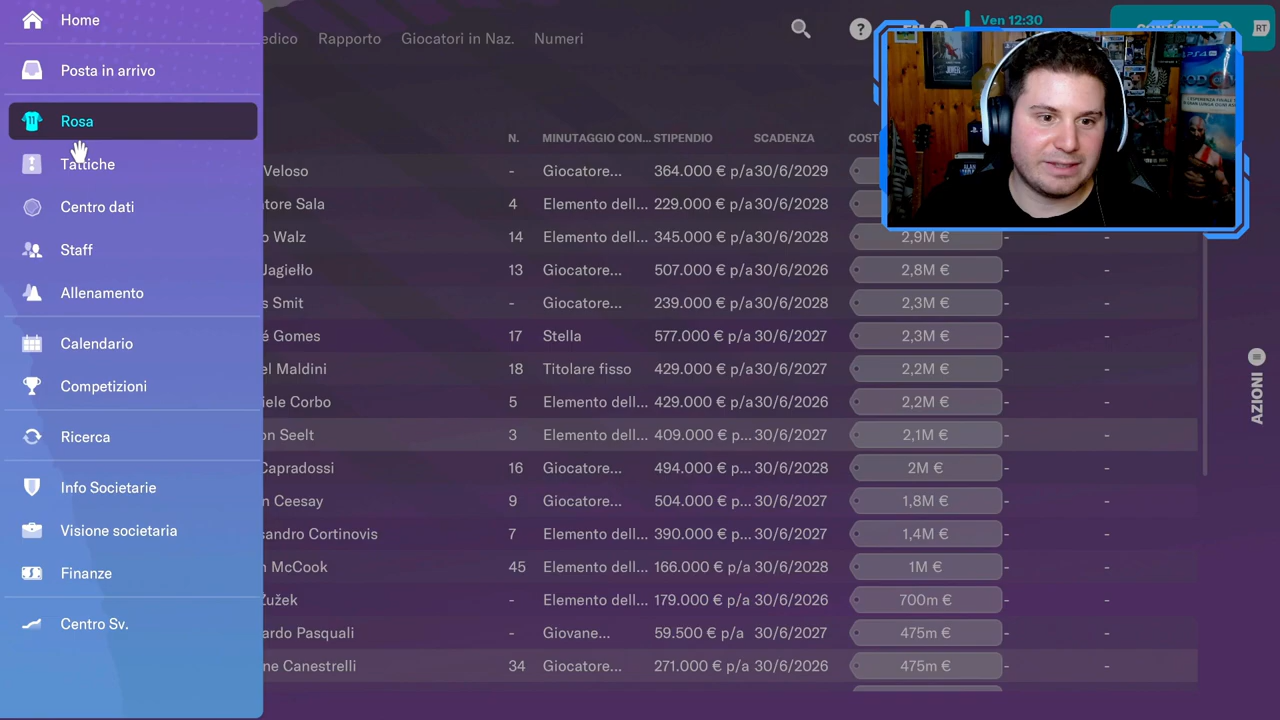 Home
Posta in arrivo
Rosa
Tattiche
Centro dati
Staff
Allenamento
Calendario
Competizioni
Ricerca
Info Societarie
Visione societaria
Finanze
Centro Sv.
edico Rapporto Giocatori in Naz. Numeri
? Ven 12:30 RT
N. MINUTAGGIO CON... STIPENDIO SCADENZA COST
Veloso - Giocatore... 364.000 € p/a 30/6/2029
atore Sala 4 Elemento dell... 229.000 € p/a 30/6/2028
o Walz 14 Elemento dell... 345.000 € p/a 30/6/2028 2,9M € - -
Jagiello 13 Giocatore... 507.000 € p/a 30/6/2026 2,8M € - -
s Smit - Giocatore... 239.000 € p/a 30/6/2028 2,3M € - -
é Gomes 17 Stella 577.000 € p/a 30/6/2027 2,3M € - -
el Maldini 18 Titolare fisso 429.000 € p/a 30/6/2027 2,2M € - -
iele Corbo 5 Elemento dell... 429.000 € p/a 30/6/2026 2,2M € - -
on Seelt 3 Elemento dell... 409.000 € p... 30/6/2027 2,1M € - -
Capradossi 16 Giocatore... 494.000 € p... 30/6/2028 2M € - -
n Ceesay 9 Giocatore... 504.000 € p... 30/6/2027 1,8M € - -
sandro Cortinovis 7 Elemento dell... 390.000 € p... 30/6/2027 1,4M € - -
n McCook 45 Elemento dell... 166.000 € p/a 30/6/2028 1M € - -
Žužek - Elemento dell... 179.000 € p/a 30/6/2026 700m € - -
ardo Pasquali - Giovane... 59.500 € p/a 30/6/2027 475m € - -
ne Canestrelli 34 Giocatore... 271.000 € p/a 30/6/2026 475m € - -
AZIONI